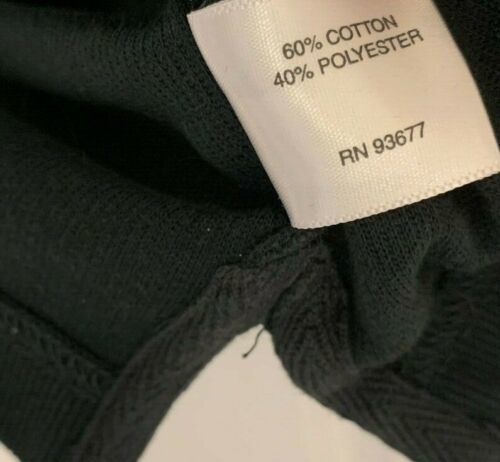 60% COTTON
40% POLYESTER
RN 93677